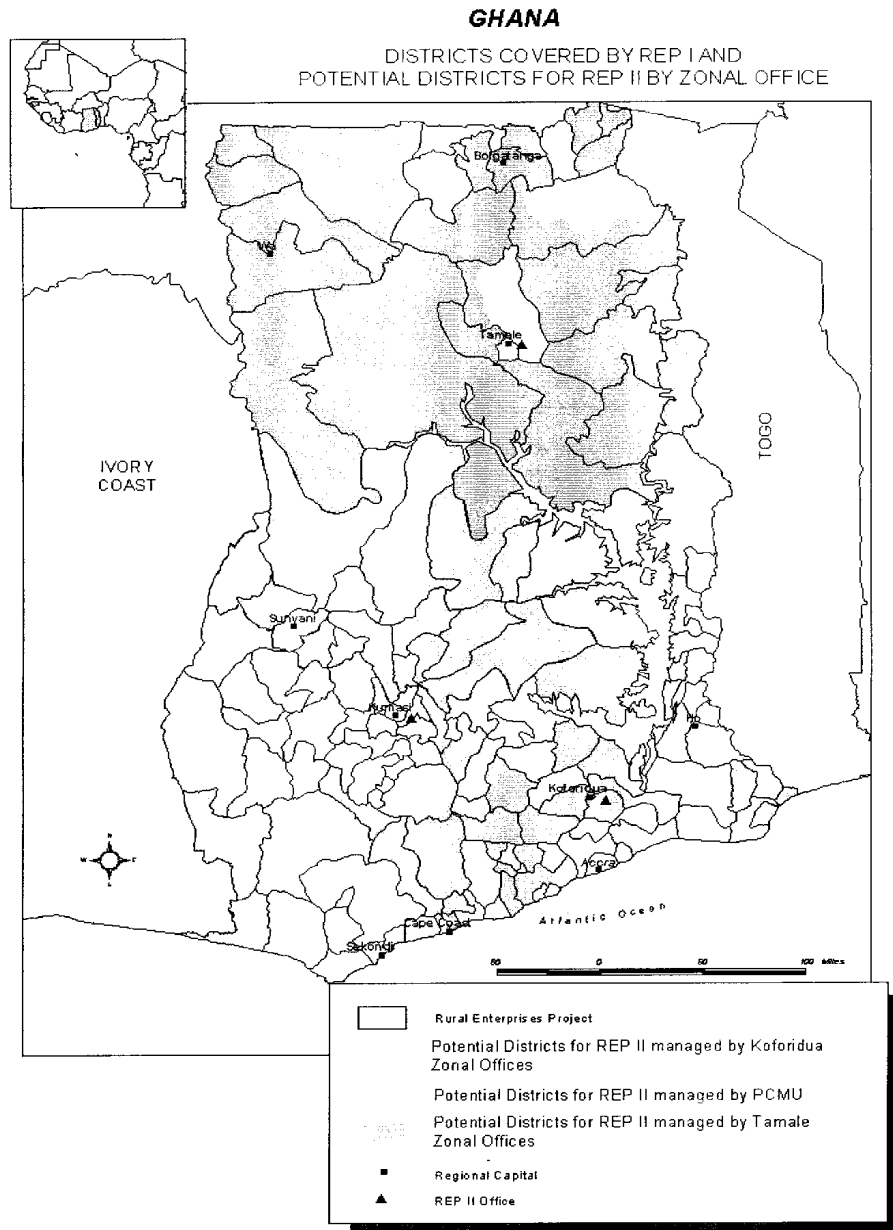 GHANA
DISTRICTS COVERED BY REP I AND
POTENTIAL DISTRICTS FOR REP II BY ZONAL OFFICE
Bolgatanga
Wa
Tamale
IVORY
COAST
TOGO
Sunyani
Kumasi
Ho
Koforidua
N
W E
S
Accra
Atlantic Ocean
Cape Coast
Sekondi
50 0 50 100 Miles
Rural Enterprises Project
Potential Districts for REP II managed by Koforidua
Zonal Offices
Potential Districts for REP II managed by PCMU
Potential Districts for REP II managed by Tamale
Zonal Offices
Regional Capital
REP II Office